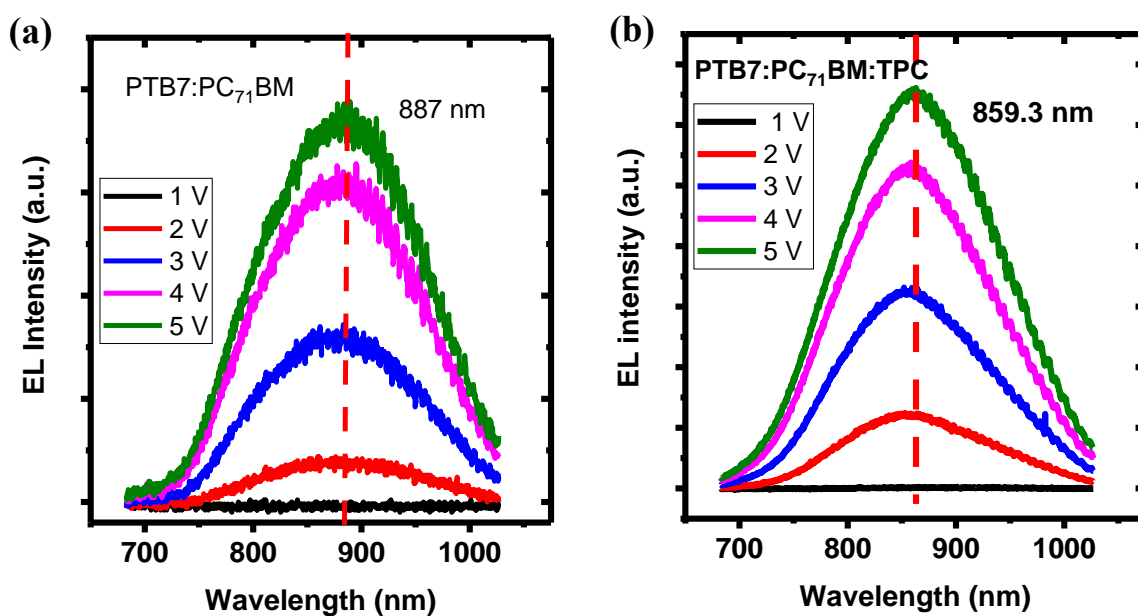 (a)
PTB7:PC71BM
887 nm
1 V
2 V
3 V
4 V
5 V
EL Intensity (a.u.)
700 800 900 1000
Wavelength (nm)
(b)
PTB7:PC71BM:TPC
859.3 nm
1 V
2 V
3 V
4 V
5 V
EL intensity (a.u.)
700 800 900 1000
Wavelength (nm)